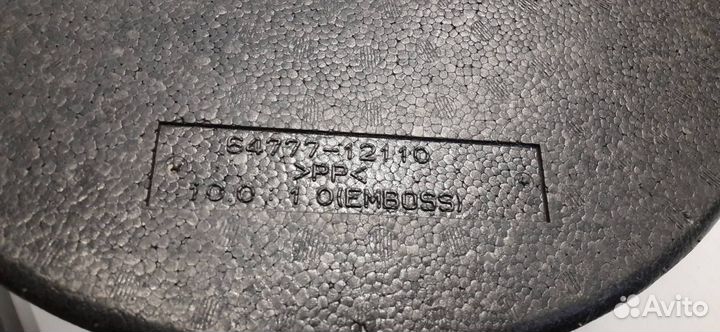 64777-12110
>PP<
10.0 : 1.0(EMBOSS)
Avito